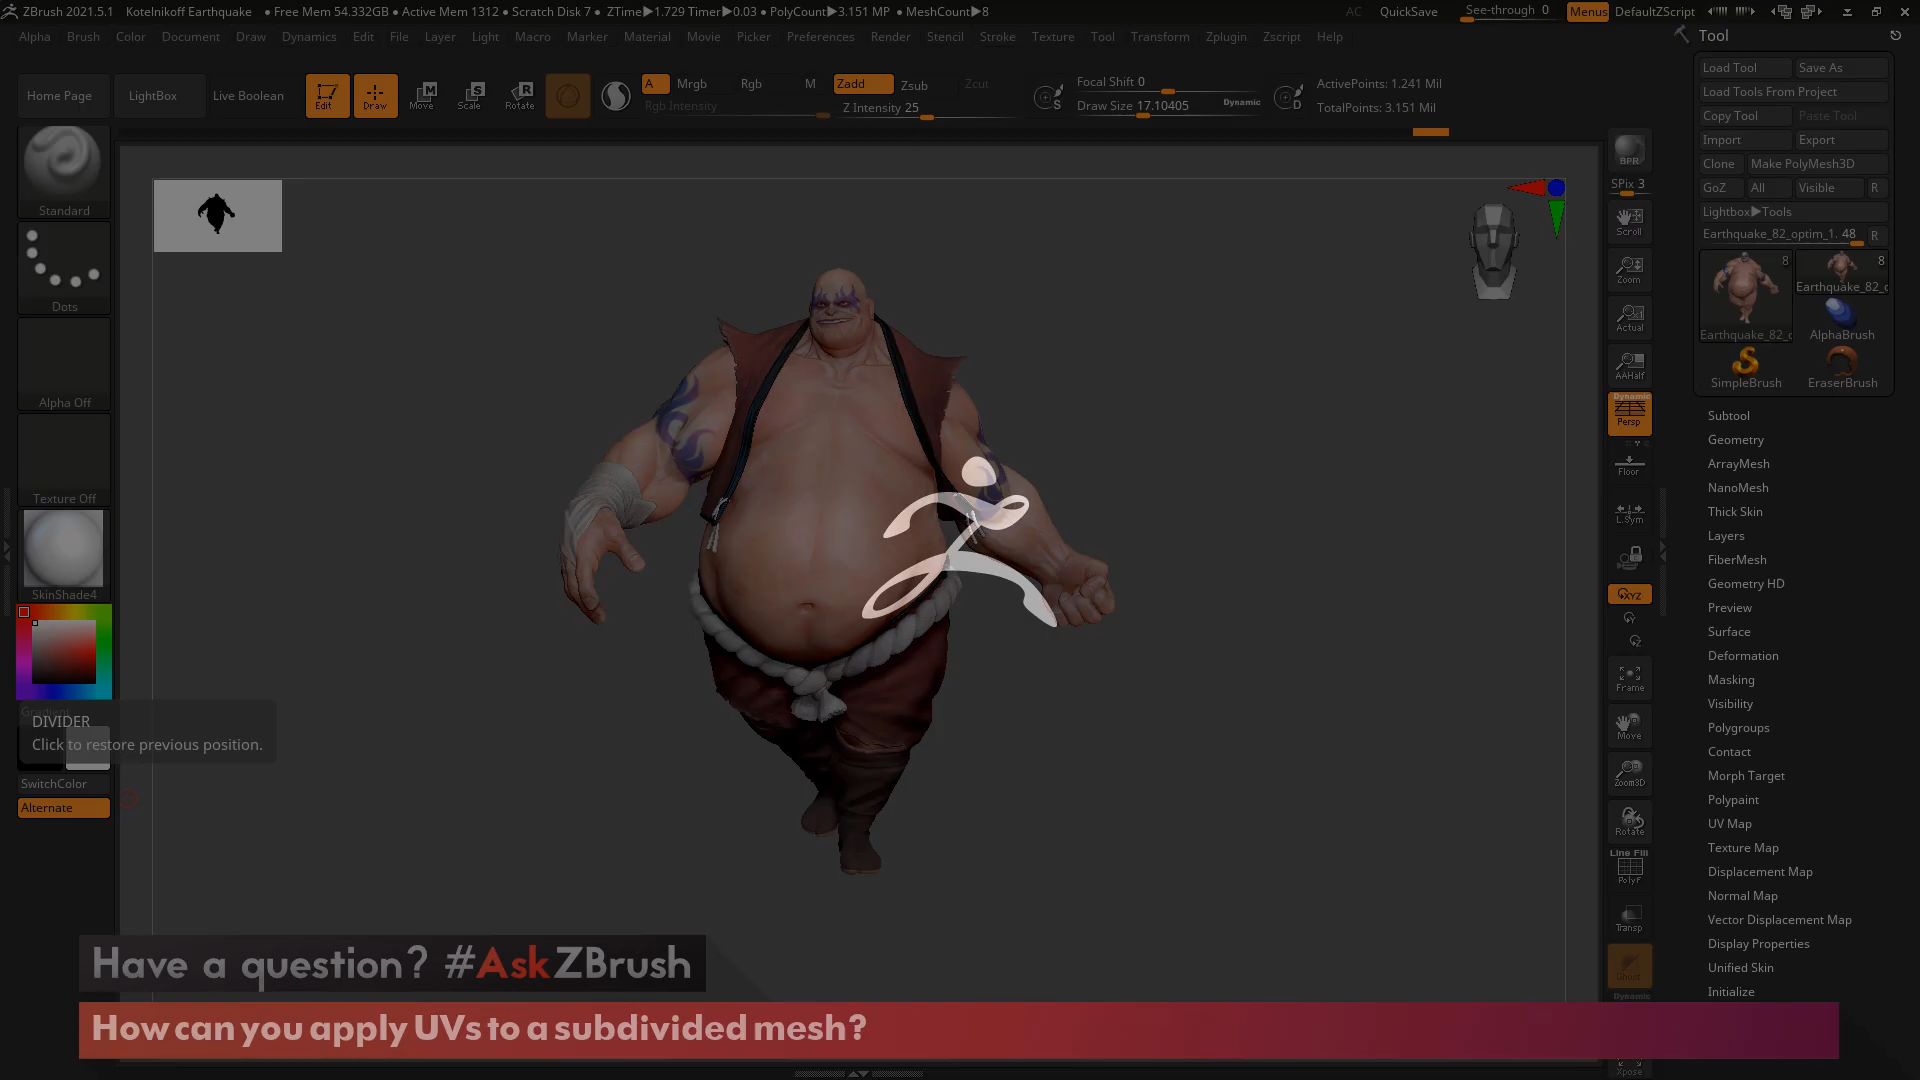 ZBrush 2021.5.1 Kotelnikoff Earthquake ● Free Mem 54.332GB ● Active Mem 1312 ● Scratch Disk 7 ● ZTime▶1.729 Timer▶0.03 ● PolyCount▶3.151 MP ● MeshCount▶8 AC QuickSave See-through 0 Menus DefaultZScript
Alpha Brush Color Document Draw Dynamics Edit File Layer Light Macro Marker Material Movie Picker Preferences Render Stencil Stroke Texture Tool Transform Zplugin Zscript Help
Tool
Home Page LightBox Live Boolean Edit Draw Move Scale Rotate
M S R
A Mrgb Rgb M
Rgb Intensity
Zadd Zsub Zcut
Z Intensity 25
S
Focal Shift 0
Draw Size 17.10405 Dynamic
D
ActivePoints: 1.241 Mil
TotalPoints: 3.151 Mil
Standard
Dots
Alpha Off
Texture Off
SkinShade4
Gradient
DIVIDER
Click to restore previous position.
SwitchColor
Alternate
BPR
SPix 3
Scroll
Zoom
Actual
AAHalf
Dynamic
Persp
Floor
L.Sym
XYZ
Y
Z
Frame
Move
Zoom3D
Rotate
Line Fill
PolyF
Transp
Ghost
Dynamic
Xpose
Load Tool Save As
Load Tools From Project
Copy Tool Paste Tool
Import Export
Clone Make PolyMesh3D
GoZ All Visible R
Lightbox▶Tools
Earthquake_82_optim_1. 48 R
8 8
Earthquake_82_c
Earthquake_82_c AlphaBrush
SimpleBrush EraserBrush
Subtool
Geometry
ArrayMesh
NanoMesh
Thick Skin
Layers
FiberMesh
Geometry HD
Preview
Surface
Deformation
Masking
Visibility
Polygroups
Contact
Morph Target
Polypaint
UV Map
Texture Map
Displacement Map
Normal Map
Vector Displacement Map
Display Properties
Unified Skin
Initialize
Have a question? #AskZBrush
How can you apply UVs to a subdivided mesh?